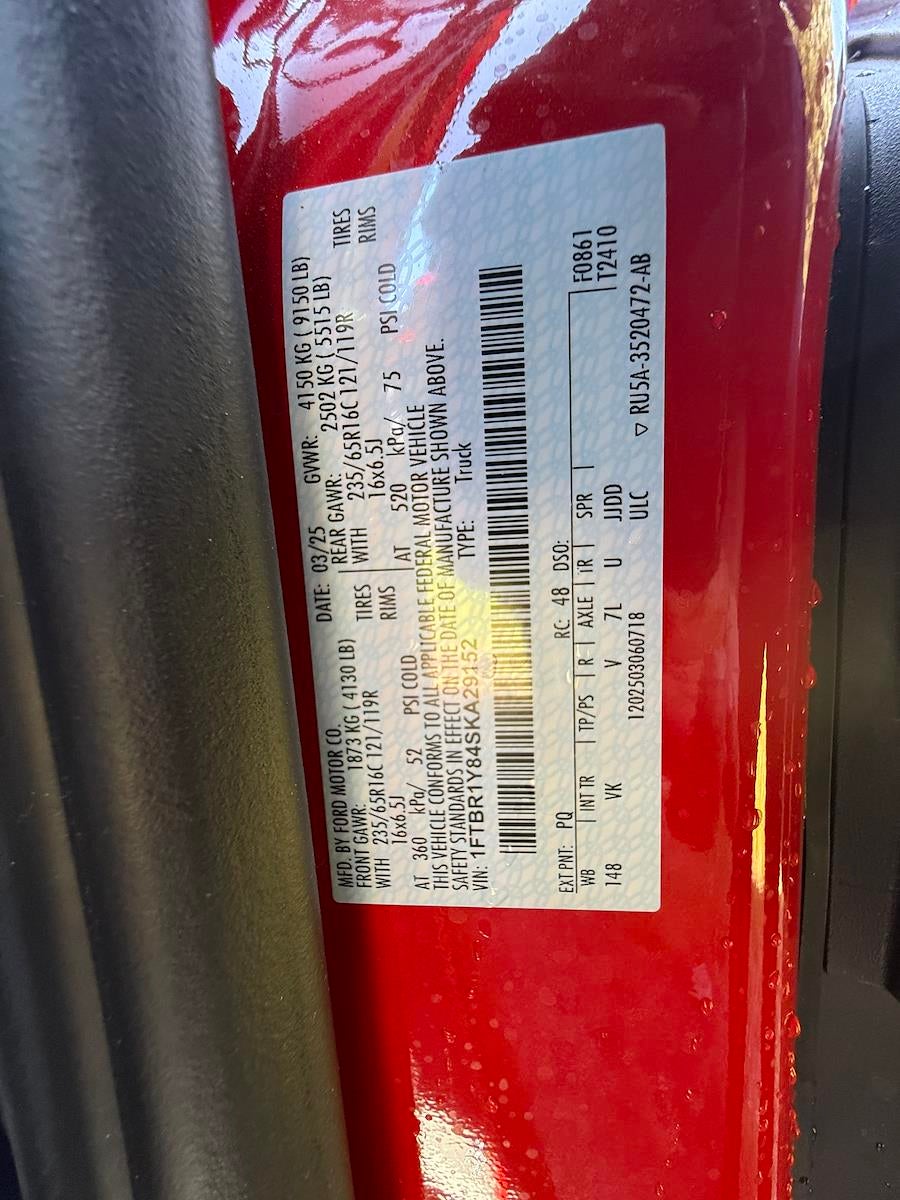 MFD. BY FORD MOTOR CO. DATE: 03/25 GVWR: 4150 KG ( 9150 LB)
FRONT GAWR: 1873 KG ( 4130 LB) REAR GAWR: 2502 KG ( 5515 LB)
WITH 235/65R16C 121/119R TIRES WITH 235/65R16C 121/119R TIRES
16x6.5J RIMS 16x6.5J RIMS
AT 360 kPa/ 52 PSI COLD AT 520 kPa/ 75 PSI COLD
THIS VEHICLE CONFORMS TO ALL APPLICABLE FEDERAL MOTOR VEHICLE
SAFETY STANDARDS IN EFFECT ON THE DATE OF MANUFACTURE SHOWN ABOVE.
VIN: 1FTBR1Y84SKA29152 TYPE: Truck
EXT PNT: PQ RC: 48 DSO: F0861
WB INT TR TP/PS R AXLE TR SPR T2410
148 VK V 7L U JJDD
1202503060718 ULC ▽ RU5A-3520472-AB